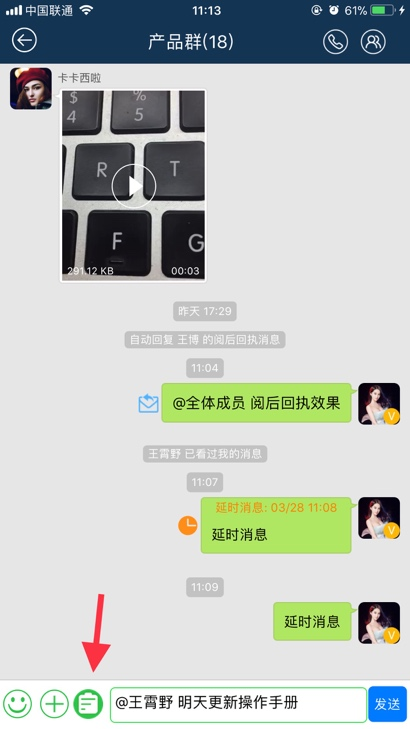 中国联通
11:13
61%
产品群(18)
卡卡西啦
$
4
%
5
R
T
F
G
291.12 KB
00:03
昨天 17:29
自动回复 王博 的阅后回执消息
11:04
@全体成员 阅后回执效果
V
王霄野 已看过我的消息
11:07
延时消息: 03/28 11:08
延时消息
V
11:09
延时消息
V
@王霄野 明天更新操作手册
发送